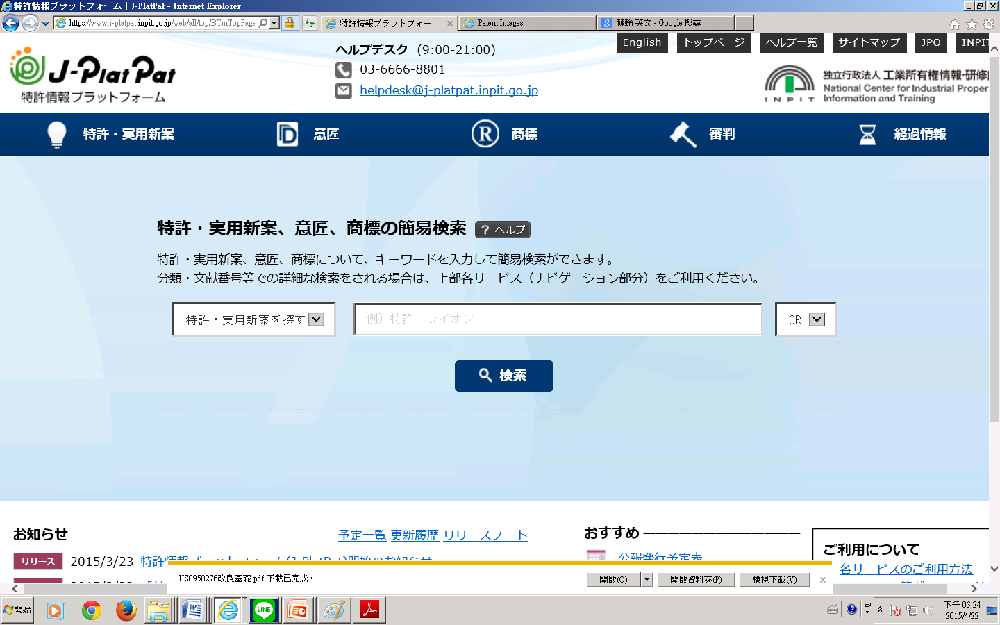 特許情報プラットフォーム | J-PlatPat - Internet Explorer
https://www.j-platpat.inpit.go.jp/web/all/top/BTmTopPage
特許情報プラットフォー...
Patent Images
棘輪 英文 - Google 搜尋
English
トップページ
ヘルプ一覧
サイトマップ
JPO
INPIT
J-PlatPat
特許情報プラットフォーム
ヘルプデスク (9:00-21:00)
03-6666-8801
helpdesk@j-platpat.inpit.go.jp
INPIT
独立行政法人 工業所有権情報・研修
National Center for Industrial Proper
Information and Training
特許・実用新案
意匠
商標
審判
経過情報
特許・実用新案、意匠、商標の簡易検索
? ヘルプ
特許・実用新案、意匠、商標について、キーワードを入力して簡易検索ができます。
分類・文献番号等での詳細な検索をされる場合は、上部各サービス（ナビゲーション部分）をご利用ください。
特許・実用新案を探す
例）特許　ライオン
OR
検索
お知らせ
予定一覧 更新履歴 リリースノート
リリース 2015/3/23 特許情報プラットフォーム(J-PlatPat)開始のお知らせ
おすすめ
公報発行予定表
ご利用について
各サービスのご利用方法
US8950276改良基礎.pdf 下載已完成。
開啟(O)
開啟資料夾(P)
檢視下載(V)
開始
下午 03:24
2015/4/22